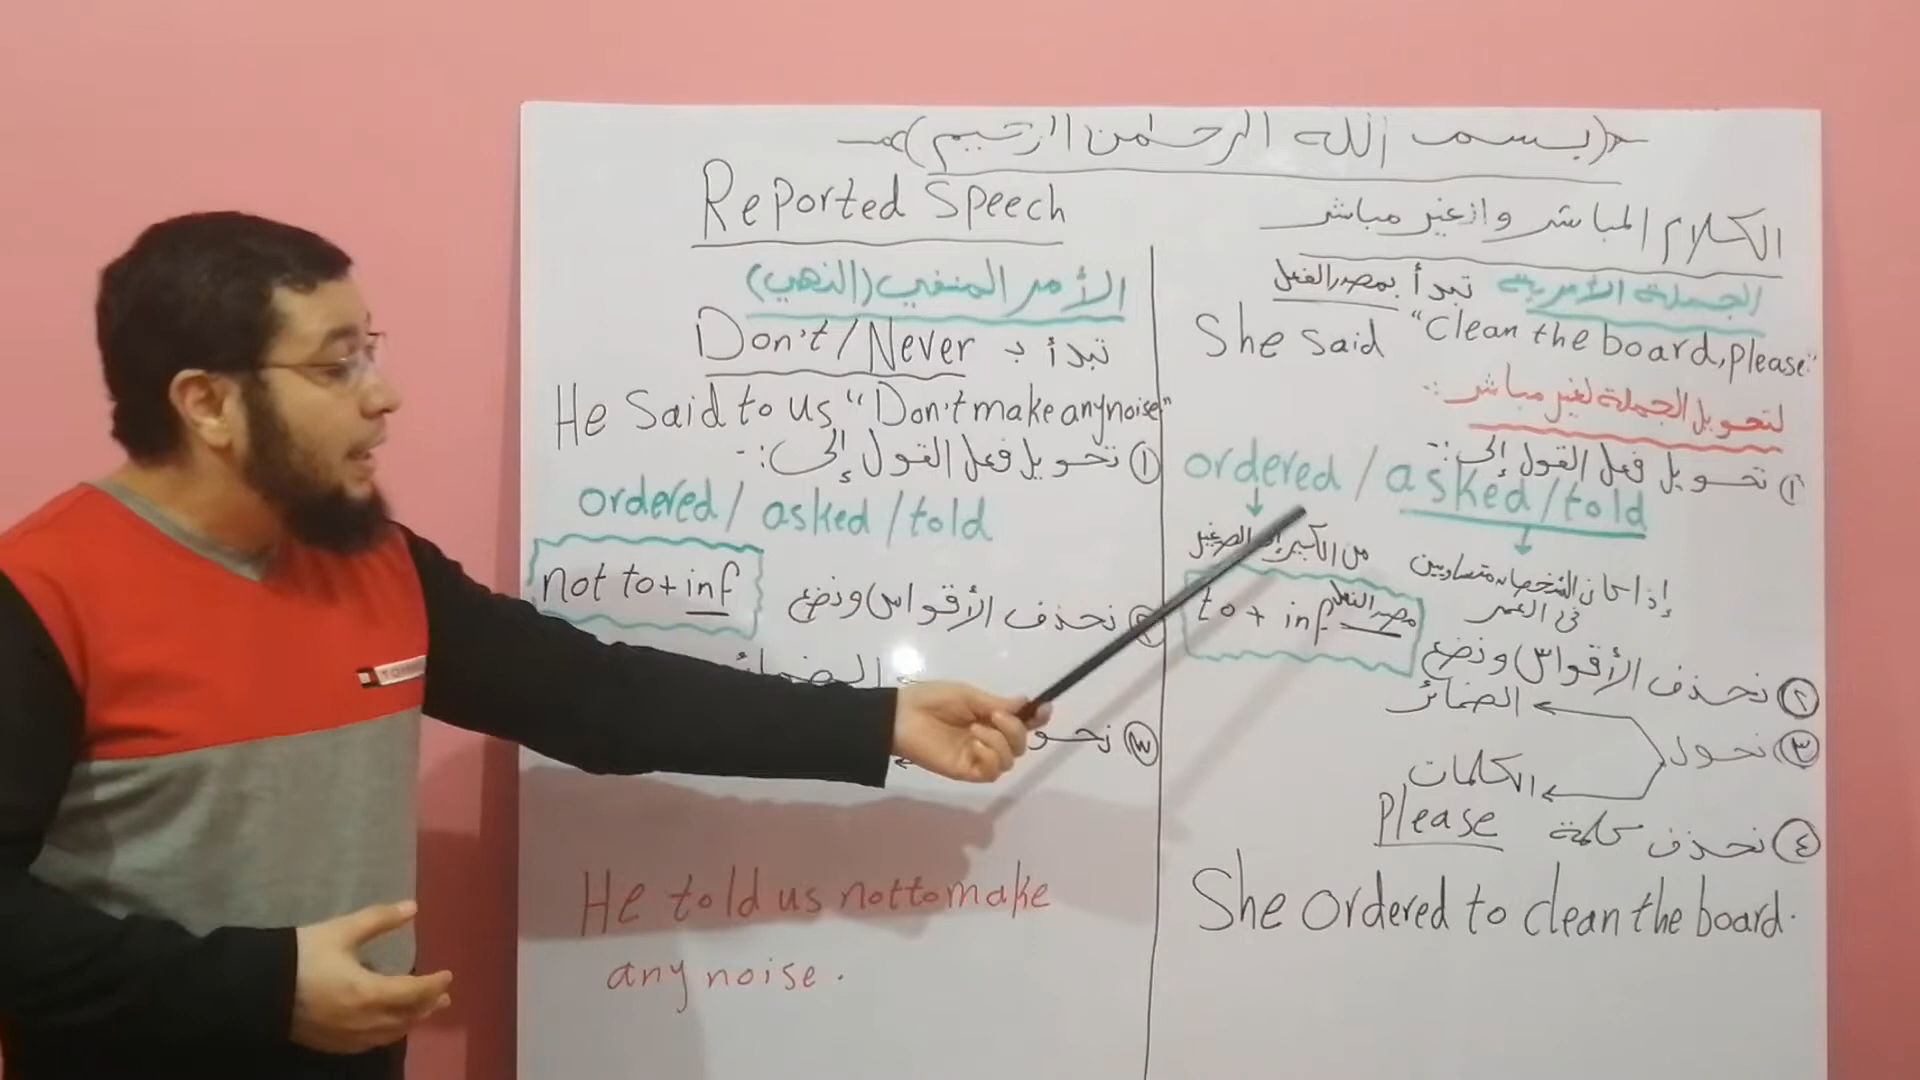 بسم الله الرحمن الرحيم
Reported Speech
الكلام المباشر والغير مباشر
الجملة الأمرية تبدأ بمصدر الفعل
She said "Clean the board, please"
لتحويل الجملة لغير مباشر :-
١ تحويل فعل القول إلى :-
ordered / asked / told
من الكبير إلى الصغير
إذا كان الشخصان متساويين
فى العمر
٢ نحذف الأقواس ونضع
to + inf مصدر الفعل
٣ نحول
الضمائر
الكلمات
٤ نحذف كلمة Please
She ordered to clean the board.
الأمر المنفي (النهي)
تبدأ بـ Don't / Never
He said to us "Don't make any noise"
١ تحويل فعل القول إلى :-
ordered / asked / told
نحذف الأقواس ونضع
not to + inf
٣
He told us not to make
any noise.